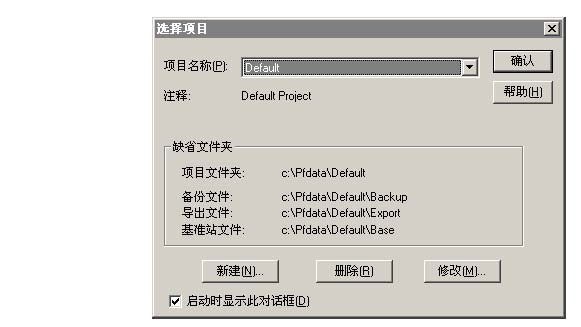 选择项目
项目名称(P): Default 确认
注释: Default Project 帮助(H)
缺省文件夹
项目文件夹: c:\Pfdata\Default
备份文件: c:\Pfdata\Default\Backup
导出文件: c:\Pfdata\Default\Export
基准站文件: c:\Pfdata\Default\Base
新建(N)... 删除(R) 修改(M)...
启动时显示此对话框(D)